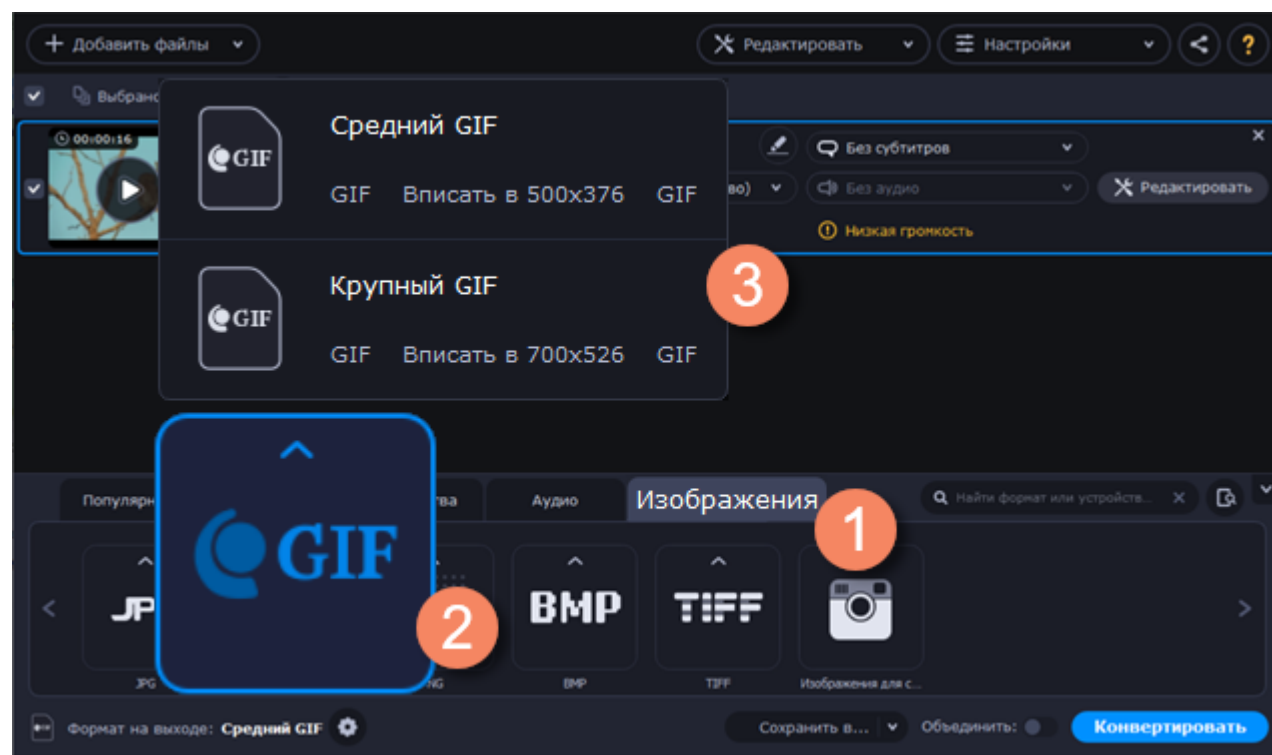 Добавить файлы
Редактировать
Настройки
?
Средний GIF
GIF
GIF Вписать в 500x376 GIF
Крупный GIF
GIF
GIF Вписать в 700x526 GIF
00:00:16
Без субтитров
Без аудио
Редактировать
Низкая громкость
3
Аудио
Изображения
1
Найти формат или устройств...
GIF
2
BMP
TIFF
JPG
BMP
TIFF
Изображения для с...
Формат на выходе: Средний GIF
Сохранить в...
Объединить:
Конвертировать